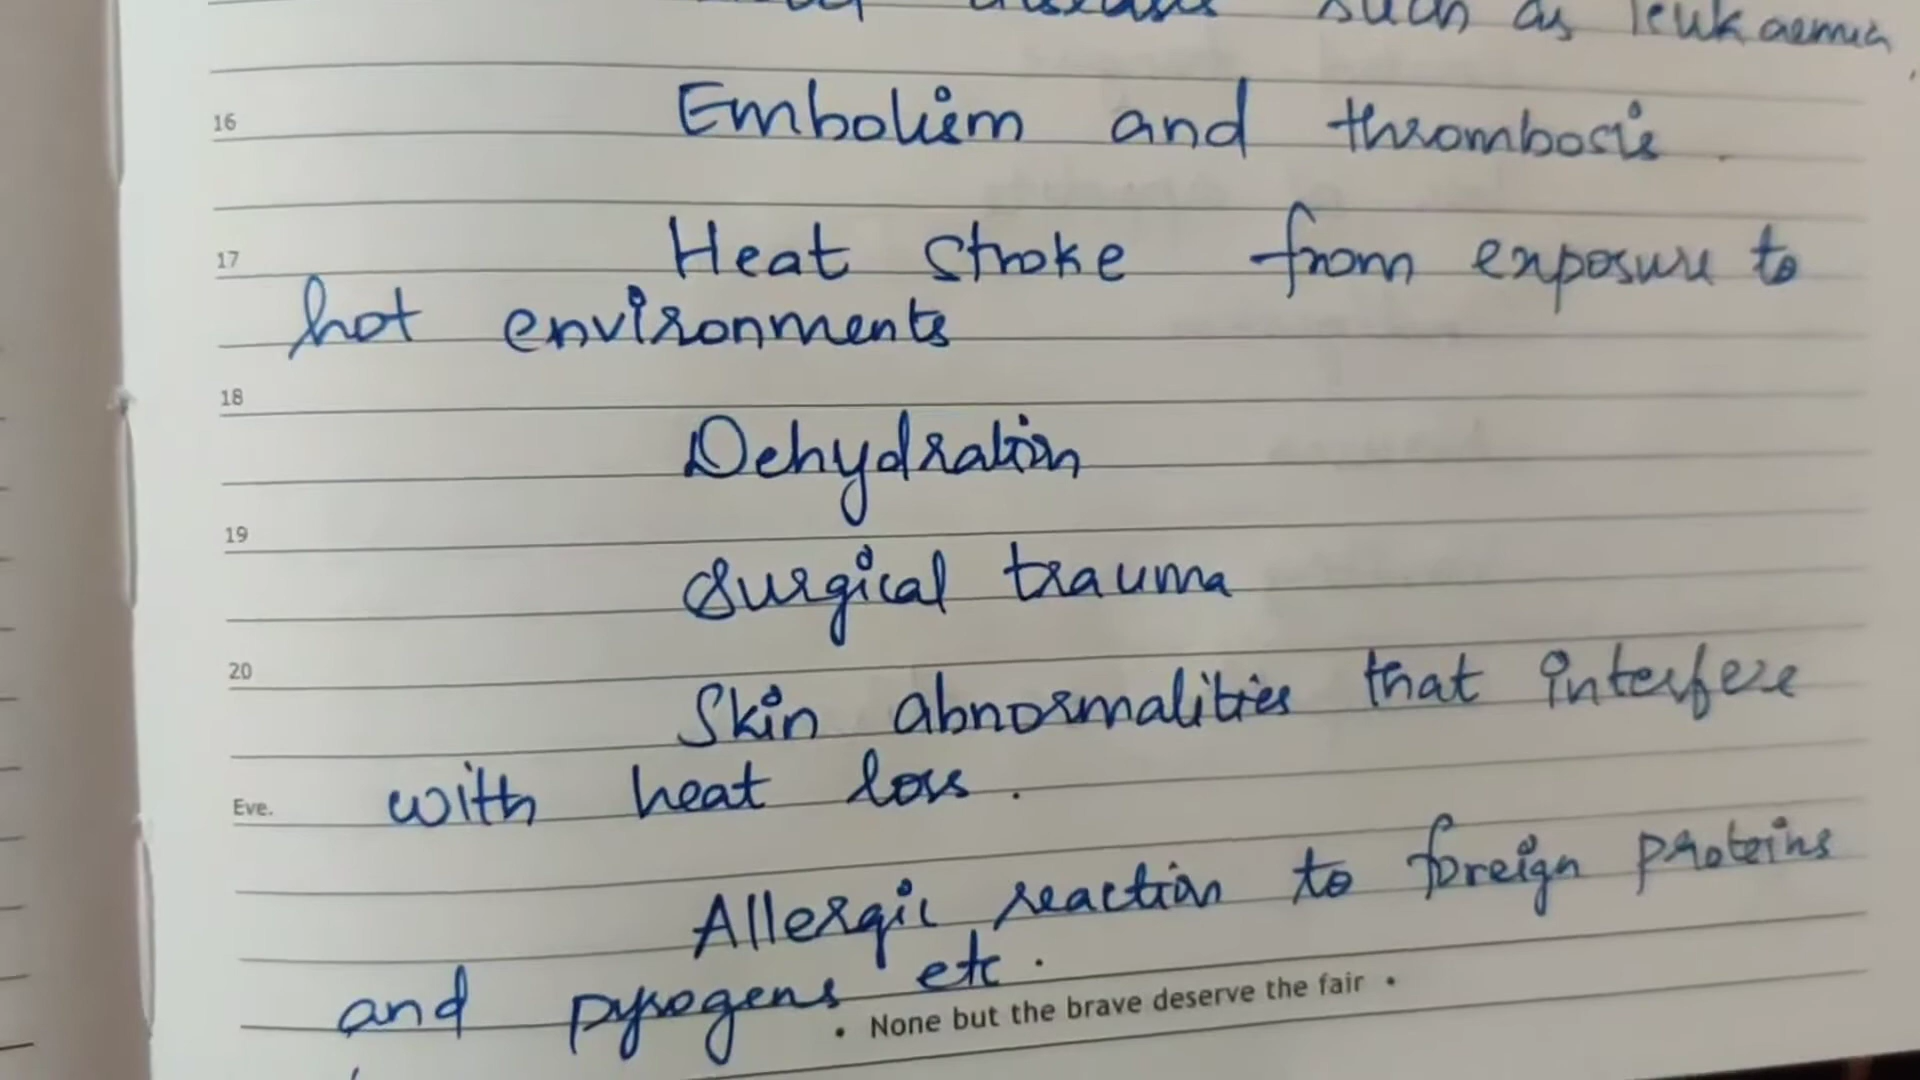 such as leukaemia
16 Embolism and thrombosis.
17 Heat stroke from exposure to
hot environments
18
Dehydration
19
Surgical trauma
20
Skin abnormalities that interfere
Eve. with heat loss.
Allergic reaction to foreign proteins
and pyrogens etc.
• None but the brave deserve the fair •